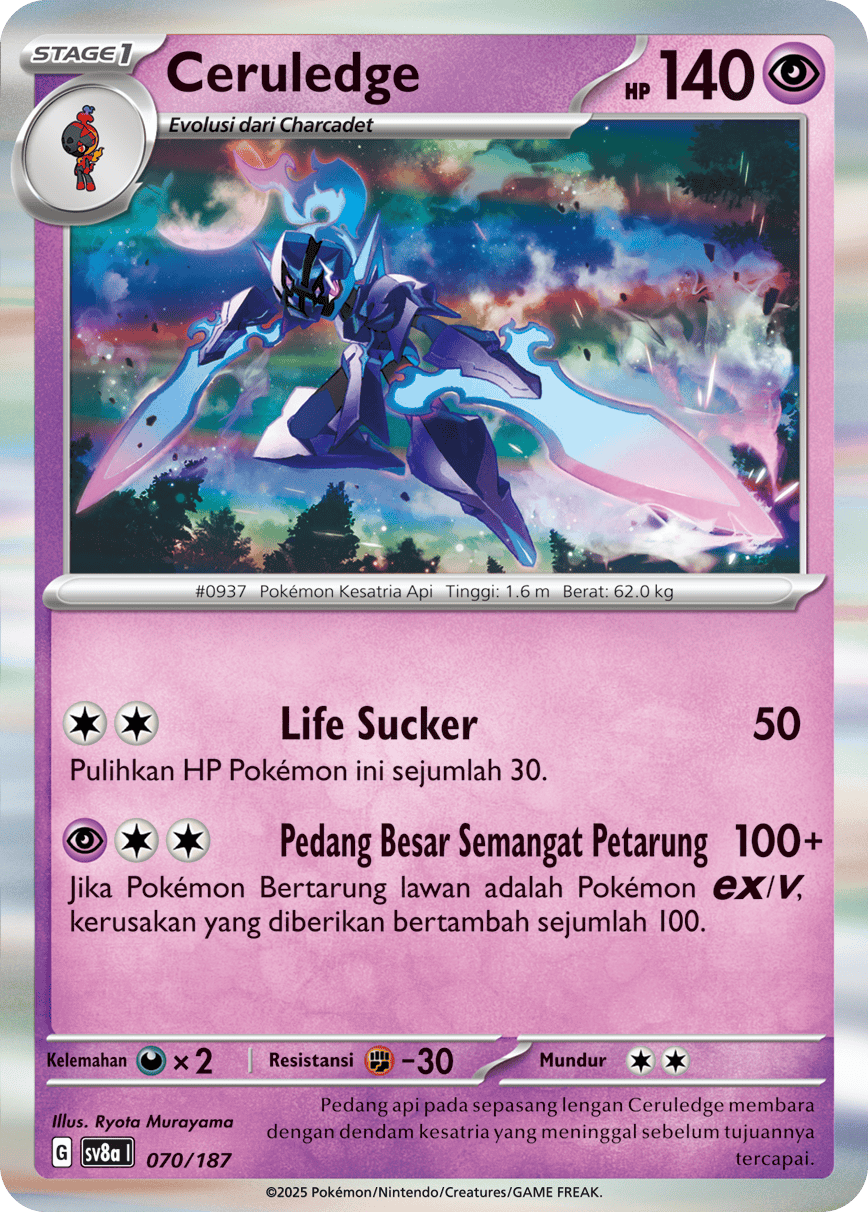 STAGE 1
Ceruledge
HP 140
Evolusi dari Charcadet
#0937 Pokémon Kesatria Api Tinggi: 1.6 m Berat: 62.0 kg
Life Sucker 50
Pulihkan HP Pokémon ini sejumlah 30.
Pedang Besar Semangat Petarung 100+
Jika Pokémon Bertarung lawan adalah Pokémon ex/V,
kerusakan yang diberikan bertambah sejumlah 100.
Kelemahan ×2 Resistansi -30 Mundur
Illus. Ryota Murayama
Pedang api pada sepasang lengan Ceruledge membara
dengan dendam kesatria yang meninggal sebelum tujuannya
tercapai.
G sv8a I 070/187
©2025 Pokémon/Nintendo/Creatures/GAME FREAK.